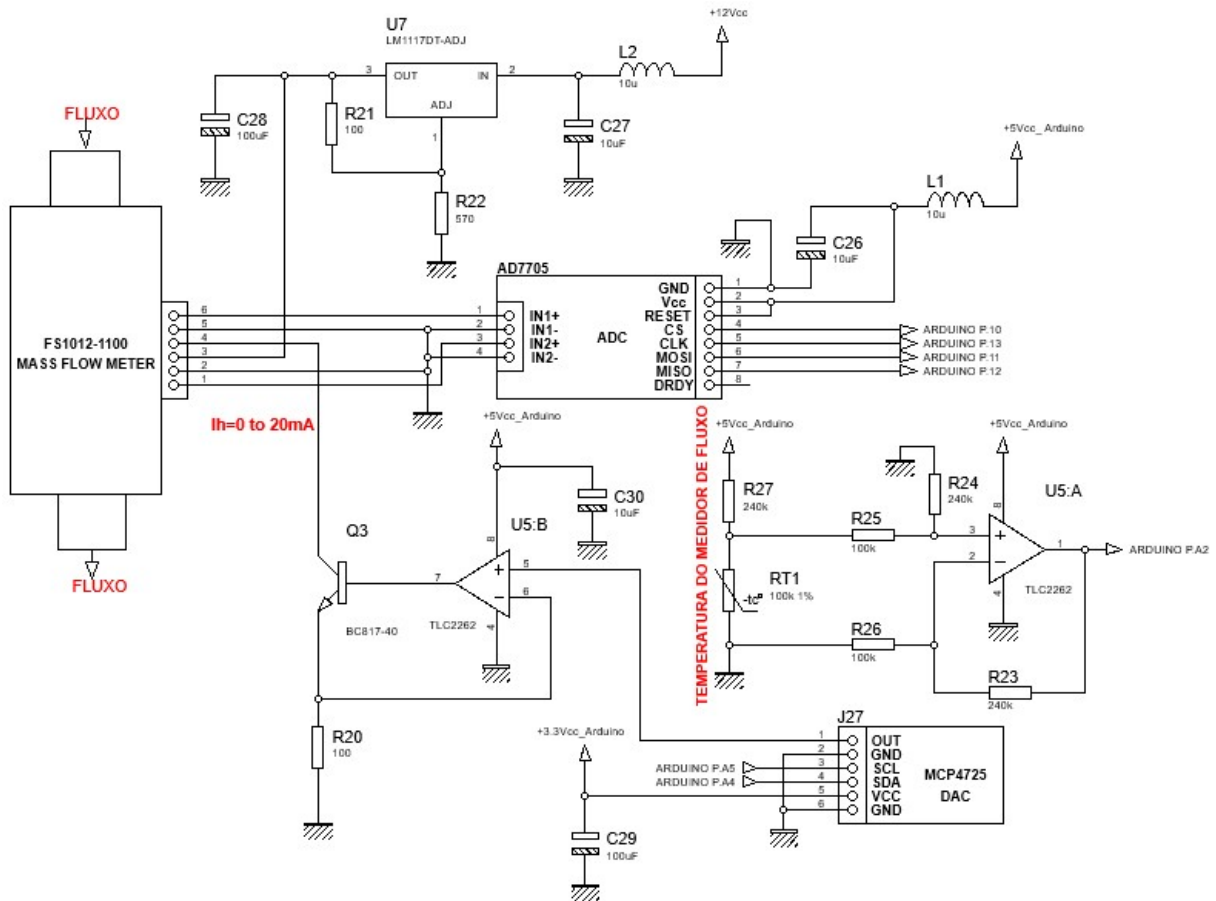 +12Vcc
U7
LM1117DT-ADJ
L2
10u
3
OUT
IN
2
ADJ
1
FLUXO
C28
100uF
R21
100
C27
10uF
+5Vcc_Arduino
L1
10u
R22
570
C26
10uF
AD7705
FS1012-1100
MASS FLOW METER
6
5
4
3
2
1
1
2
3
4
IN1+
IN1-
IN2+
IN2-
ADC
GND
Vcc
RESET
CS
CLK
MOSI
MISO
DRDY
1
2
3
4
5
6
7
8
ARDUINO P.10
ARDUINO P.13
ARDUINO P.11
ARDUINO P.12
Ih=0 to 20mA
+5Vcc_Arduino
TEMPERATURA DO MEDIDOR DE FLUXO
+5Vcc_Arduino
+5Vcc_Arduino
C30
10uF
R27
240k
R24
240k
U5:A
Q3
U5:B
8
+
5
7
-
6
4
TLC2262
BC817-40
R25
100k
8
3
+
1
2
-
4
TLC2262
ARDUINO P.A2
RT1
100k 1%
-tc°
R26
100k
R23
240k
FLUXO
R20
100
+3.3Vcc_Arduino
J27
ARDUINO P.A5
ARDUINO P.A4
1
2
3
4
5
6
OUT
GND
SCL
SDA
VCC
GND
MCP4725
DAC
C29
100uF